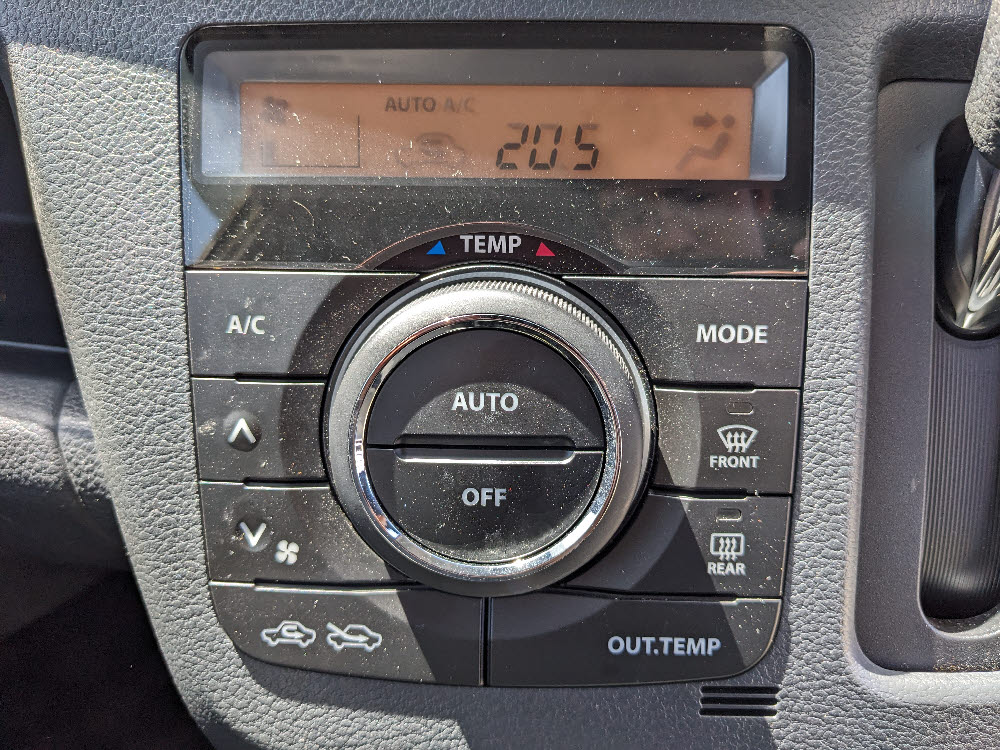 AUTO A/C
20.5
TEMP
A/C
MODE
AUTO
FRONT
OFF
REAR
OUT.TEMP